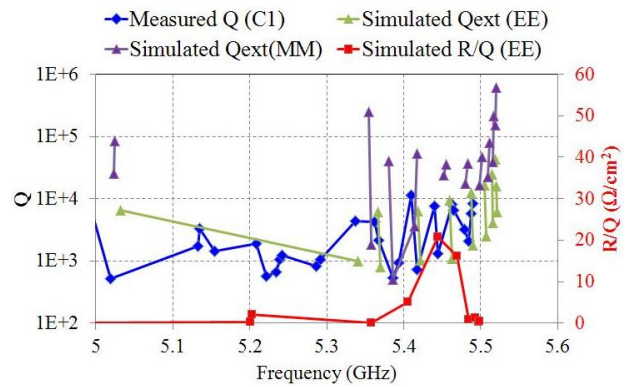 Measured Q (C1) Simulated Qext (EE)
Simulated Qext(MM) Simulated R/Q (EE)
1E+6 60
50
1E+5
40
1E+4 30
20
1E+3
10
1E+2 0
Q
R/Q (Ω/cm²)
5 5.1 5.2 5.3 5.4 5.5 5.6
Frequency (GHz)